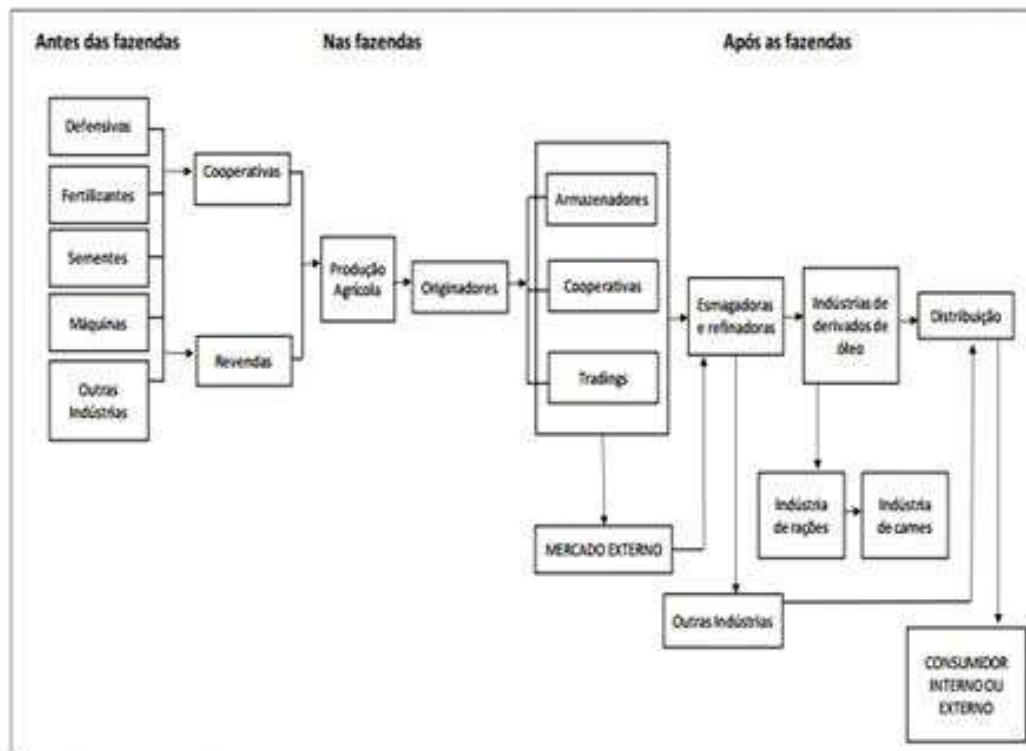 Antes das fazendas
Nas fazendas
Após as fazendas
Defensivos
Fertilizantes
Sementes
Máquinas
Outras
Indústrias
Cooperativas
Revendas
Produção
Agrícola
Originadores
Armazenadores
Cooperativas
Tradings
MERCADO EXTERNO
Esmagadoras
e refinadoras
Outras Indústrias
Indústrias de
derivados de
óleo
Indústria
de rações
Indústria
de carnes
Distribuição
CONSUMIDOR
INTERNO OU
EXTERNO